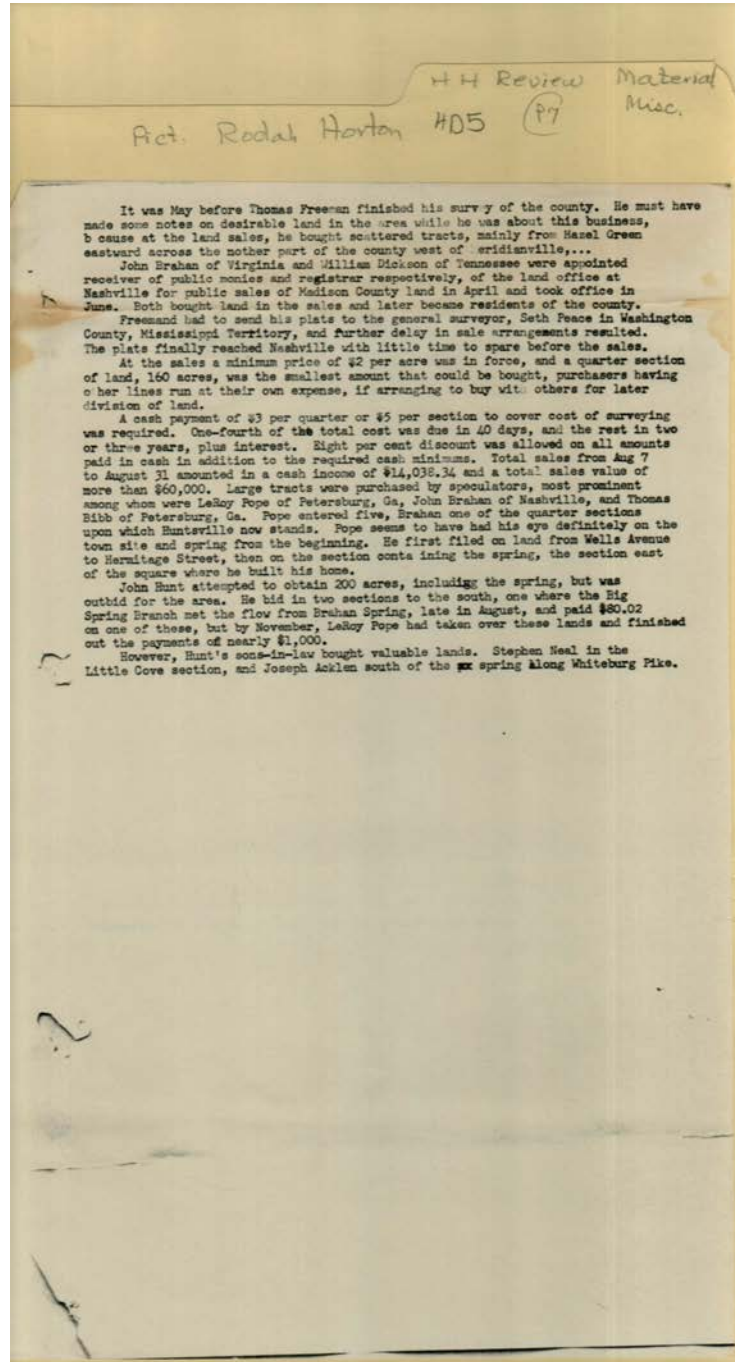 H H Review Material
Pict. Rodah Horton HD5 P7 Misc.
It was May before Thomas Freeman finished his surv y of the county. He must have
made some notes on desirable land in the area while he was about this business,
b cause at the land sales, he bought scattered tracts, mainly from Hazel Green
eastward across the nother part of the county west of eridianville,...
John Brahan of Virginia and William Dickson of Tennessee were appointed
receiver of public monies and registrar respectively, of the land office at
Nashville for public sales of Madison County land in April and took office in
June. Both bought land in the sales and later became residents of the county.
Freemand had to send his plats to the general surveyor, Seth Peace in Washington
County, Mississippi Territory, and further delay in sale arrangements resulted.
The plats finally reached Nashville with little time to spare before the sales.
At the sales a minimum price of $2 per acre was in force, and a quarter section
of land, 160 acres, was the smallest amount that could be bought, purchasers having
o her lines run at their own expense, if arranging to buy wit others for later
division of land.
A cash payment of $3 per quarter or $5 per section to cover cost of surveying
was required. One-fourth of the total cost was due in 40 days, and the rest in two
or three years, plus interest. Eight per cent discount was allowed on all amounts
paid in cash in addition to the required cash minimums. Total sales from Aug 7
to August 31 amounted in a cash income of $14,038.34 and a total sales value of
more than $60,000. Large tracts were purchased by speculators, most prominent
among whom were LeRoy Pope of Petersburg, Ga, John Brahan of Nashville, and Thomas
Bibb of Petersburg, Ga. Pope entered five, Brahan one of the quarter sections
upon which Huntsville now stands. Pope seems to have had his eye definitely on the
town site and spring from the beginning. He first filed on land from Wells Avenue
to Hermitage Street, then on the section conta ining the spring, the section east
of the square where he built his home.
John Hunt attempted to obtain 200 acres, includigg the spring, but was
outbid for the area. He bid in two sections to the south, one where the Big
Spring Branch met the flow from Brahan Spring, late in August, and paid $80.02
on one of these, but by November, LeRoy Pope had taken over these lands and finished
out the payments of nearly $1,000.
However, Hunt's sons-in-law bought valuable lands. Stephen Neal in the
Little Cove section, and Joseph Acklen south of the spring along Whiteburg Pike.